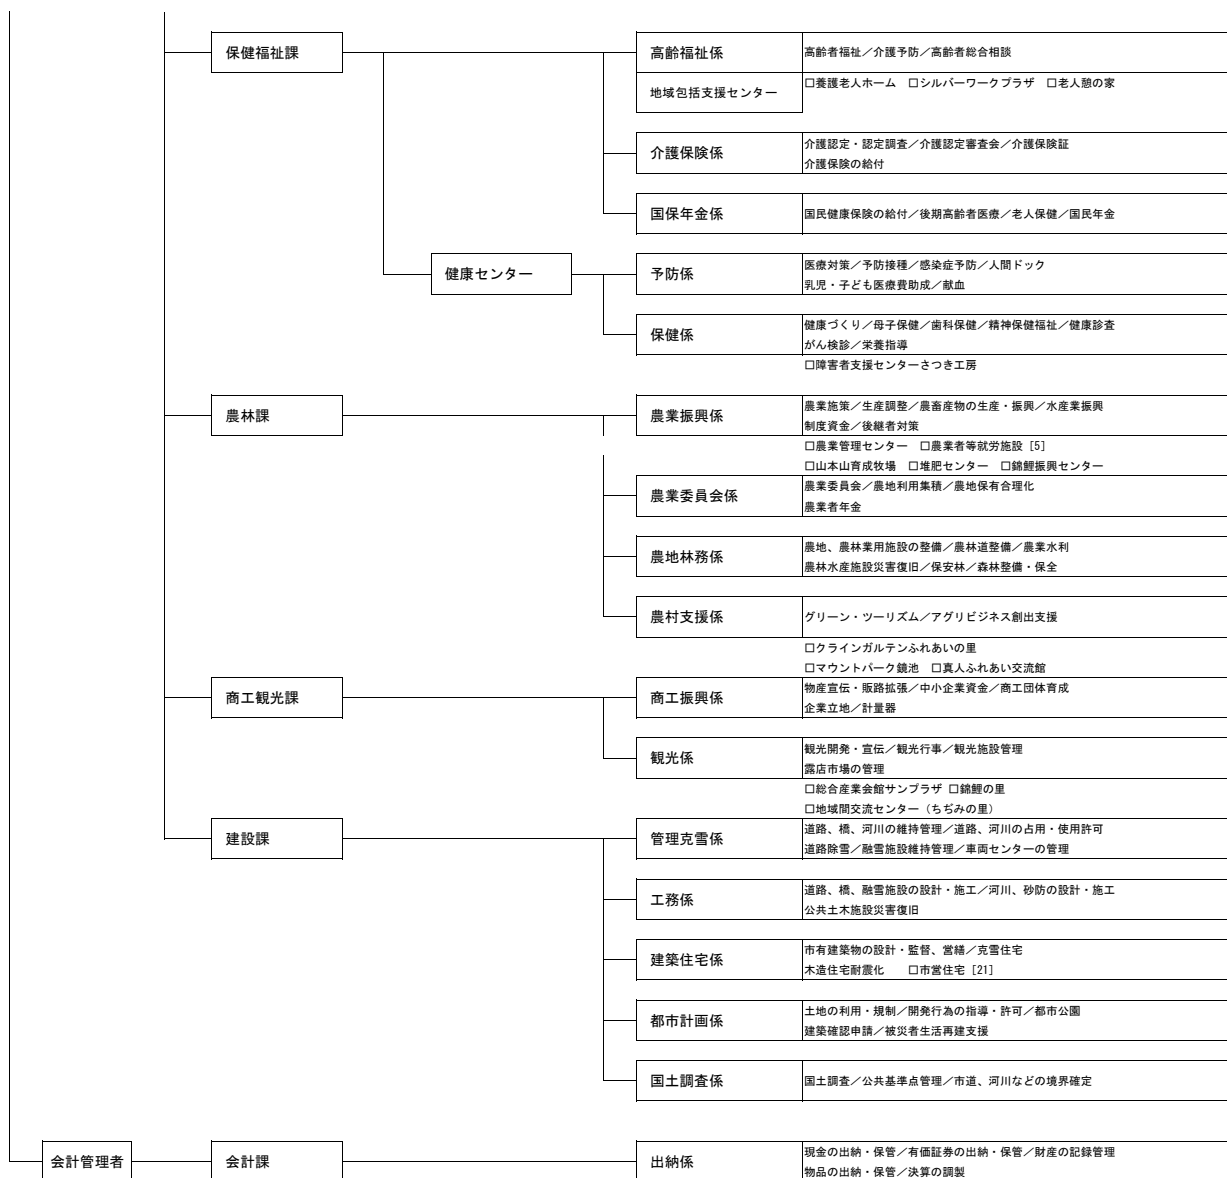 保健福祉課
高齢福祉係
高齢者福祉／介護予防／高齢者総合相談
地域包括支援センター
□養護老人ホーム　□シルバーワークプラザ　□老人憩の家
介護保険係
介護認定・認定調査／介護認定審査会／介護保険証
介護保険の給付
国保年金係
国民健康保険の給付／後期高齢者医療／老人保健／国民年金
健康センター
予防係
医療対策／予防接種／感染症予防／人間ドック
乳児・子ども医療費助成／献血
保健係
健康づくり／母子保健／歯科保健／精神保健福祉／健康診査
がん検診／栄養指導
□障害者支援センターさつき工房
農林課
農業振興係
農業施策／生産調整／農畜産物の生産・振興／水産業振興
制度資金／後継者対策
□農業管理センター　□農業者等就労施設［5］
□山本山育成牧場　□堆肥センター　□錦鯉振興センター
農業委員会係
農業委員会／農地利用集積／農地保有合理化
農業者年金
農地林務係
農地、農林業用施設の整備／農林道整備／農業水利
農林水産施設災害復旧／保安林／森林整備・保全
農村支援係
グリーン・ツーリズム／アグリビジネス創出支援
□クラインガルテンふれあいの里
□マウントパーク鏡池　□真人ふれあい交流館
商工観光課
商工振興係
物産宣伝・販路拡張／中小企業資金／商工団体育成
企業立地／計量器
観光係
観光開発・宣伝／観光行事／観光施設管理
露店市場の管理
□総合産業会館サンプラザ □錦鯉の里
□地域間交流センター（ちぢみの里）
建設課
管理克雪係
道路、橋、河川の維持管理／道路、河川の占用・使用許可
道路除雪／融雪施設維持管理／車両センターの管理
工務係
道路、橋、融雪施設の設計・施工／河川、砂防の設計・施工
公共土木施設災害復旧
建築住宅係
市有建築物の設計・監督、営繕／克雪住宅
木造住宅耐震化　　□市営住宅［21］
都市計画係
土地の利用・規制／開発行為の指導・許可／都市公園
建築確認申請／被災者生活再建支援
国土調査係
国土調査／公共基準点管理／市道、河川などの境界確定
会計管理者
会計課
出納係
現金の出納・保管／有価証券の出納・保管／財産の記録管理
物品の出納・保管／決算の調製